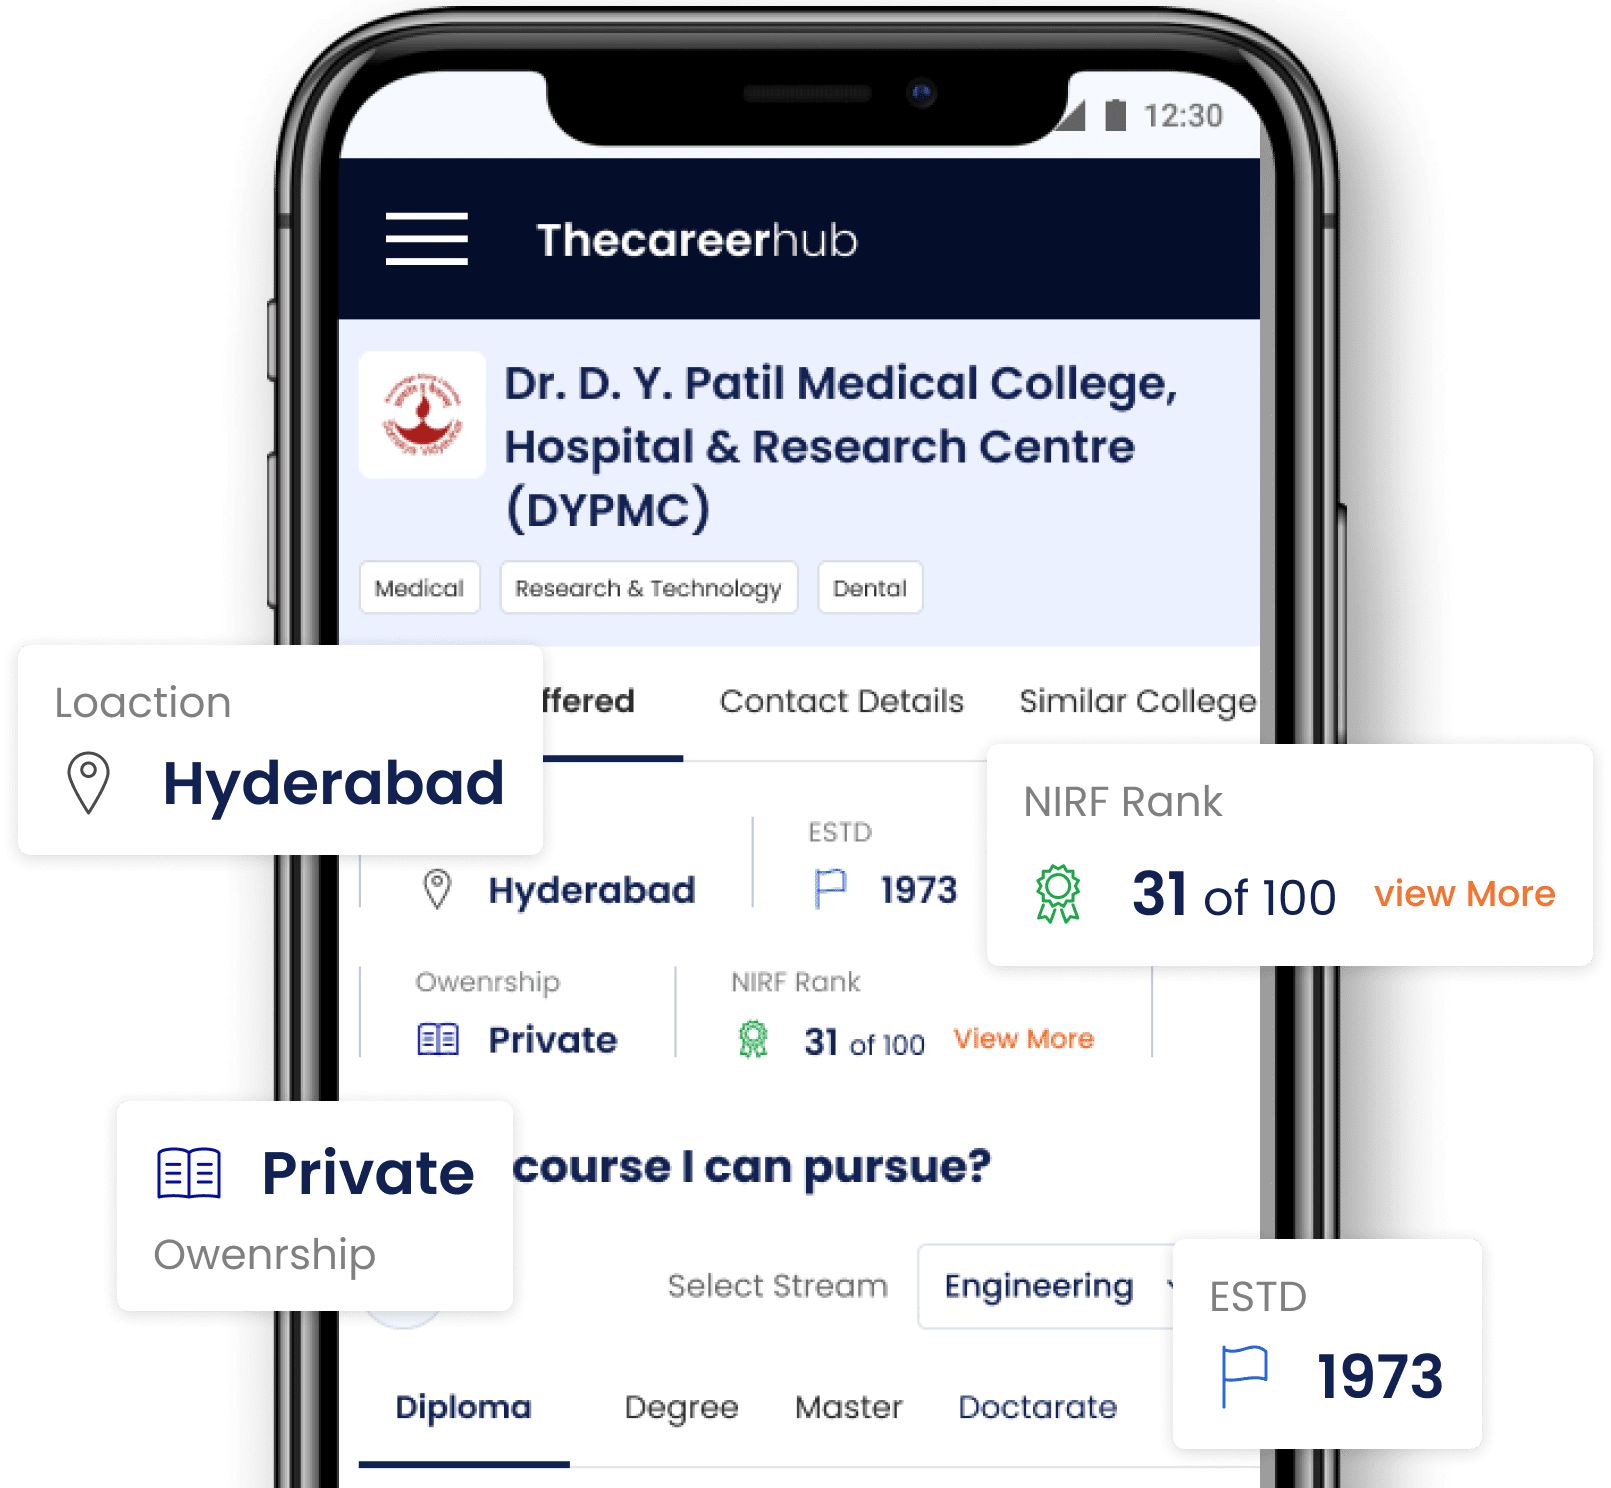 12:30
Thecareerhub
Dr. D. Y. Patil Medical College,
Hospital & Research Centre
(DYPMC)
Medical
Research & Technology
Dental
Loaction
Hyderabad
ffered
Contact Details
Similar College
NIRF Rank
31 of 100
view More
ESTD
Hyderabad
1973
Owenrship
NIRF Rank
Private
31 of 100
View More
Private
Owenrship
course I can pursue?
Select Stream
Engineering
ESTD
1973
Diploma
Degree
Master
Doctarate